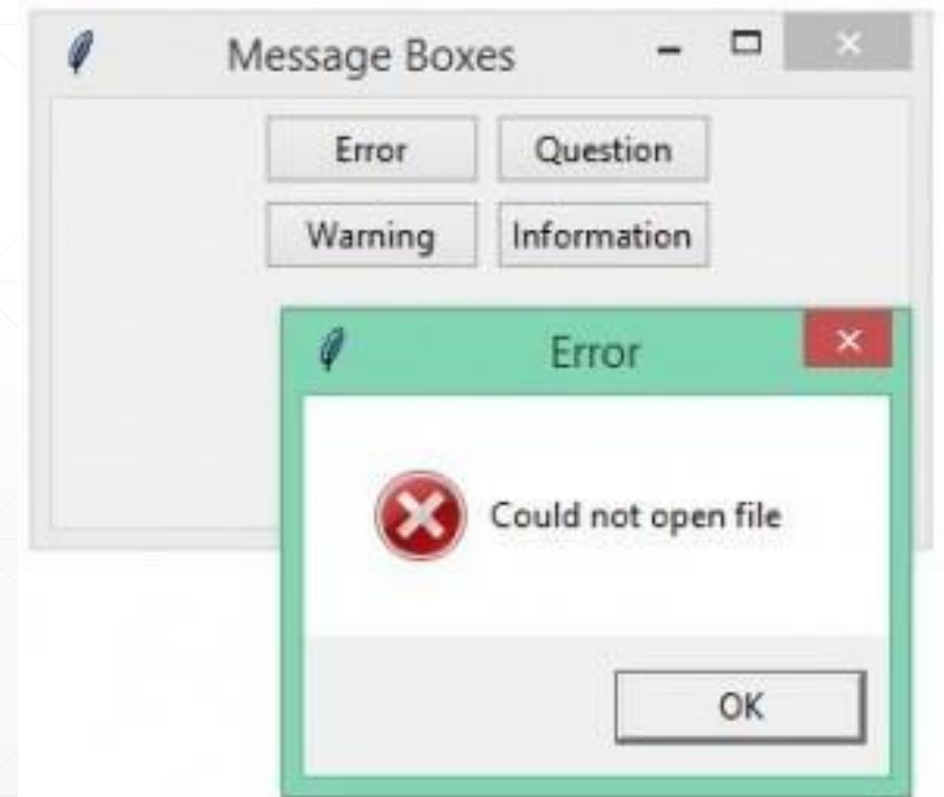 Message Boxes
Error Question
Warning Information
Error
Could not open file
OK